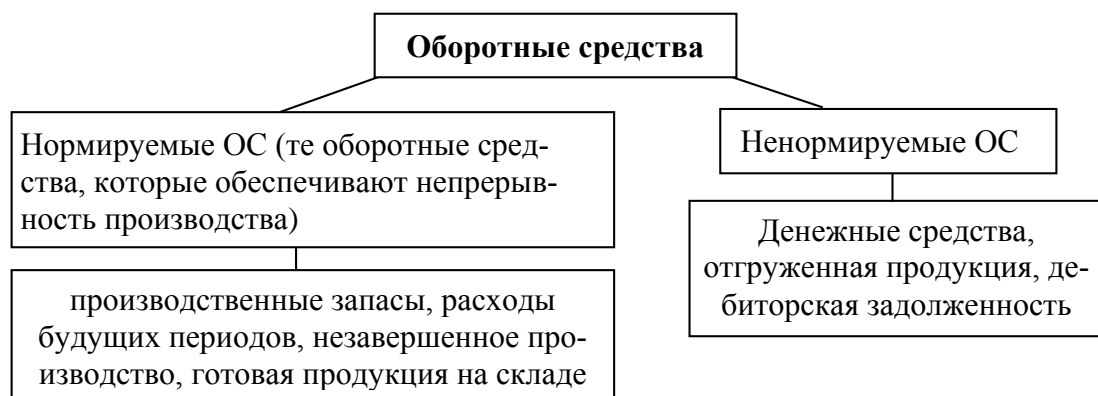 Оборотные средства
Нормируемые ОС (те оборотные сред-
ства, которые обеспечивают непрерыв-
ность производства)
Ненормируемые ОС
производственные запасы, расходы
будущих периодов, незавершенное про-
изводство, готовая продукция на складе
Денежные средства,
отгруженная продукция, де-
биторская задолженность